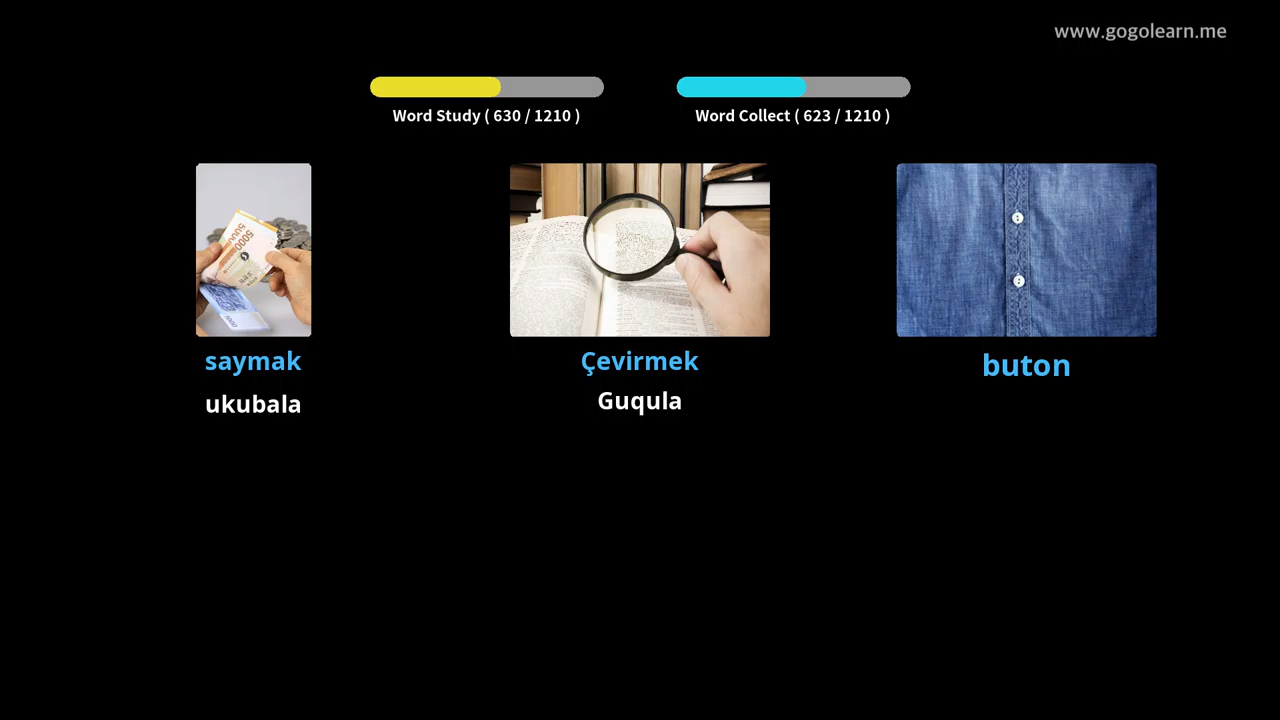 www.gogolearn.me
Word Study ( 630 / 1210 )
Word Collect ( 623 / 1210 )
saymak
ukubala
Çevirmek
Guqula
buton